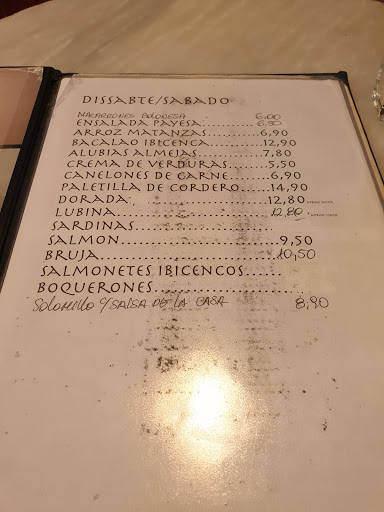 DISSABTE/SABADO
MACARRONES BOLOÑESA 6.00
ENSALADA PAYESA......... 6,50
ARROZ MATANZAS..........6,90
BACALAO IBICENCA..........12,90
ALUBIAS ALMEJAS..........7,80
CREMA DE VERDURAS.......5,50
CANELONES DE CARNE........6,90
PALETILLA DE CORDERO.....14,90
DORADA.........................12,80
LUBINA...........................12,80
SARDINAS...........................
SALMON...........................9,50
BRUJA...........................10,50
SALMONETES IBICENCOS......
BOQUERONES......................
SOLOMILLO C/SALSA DE LA CASA 8,90